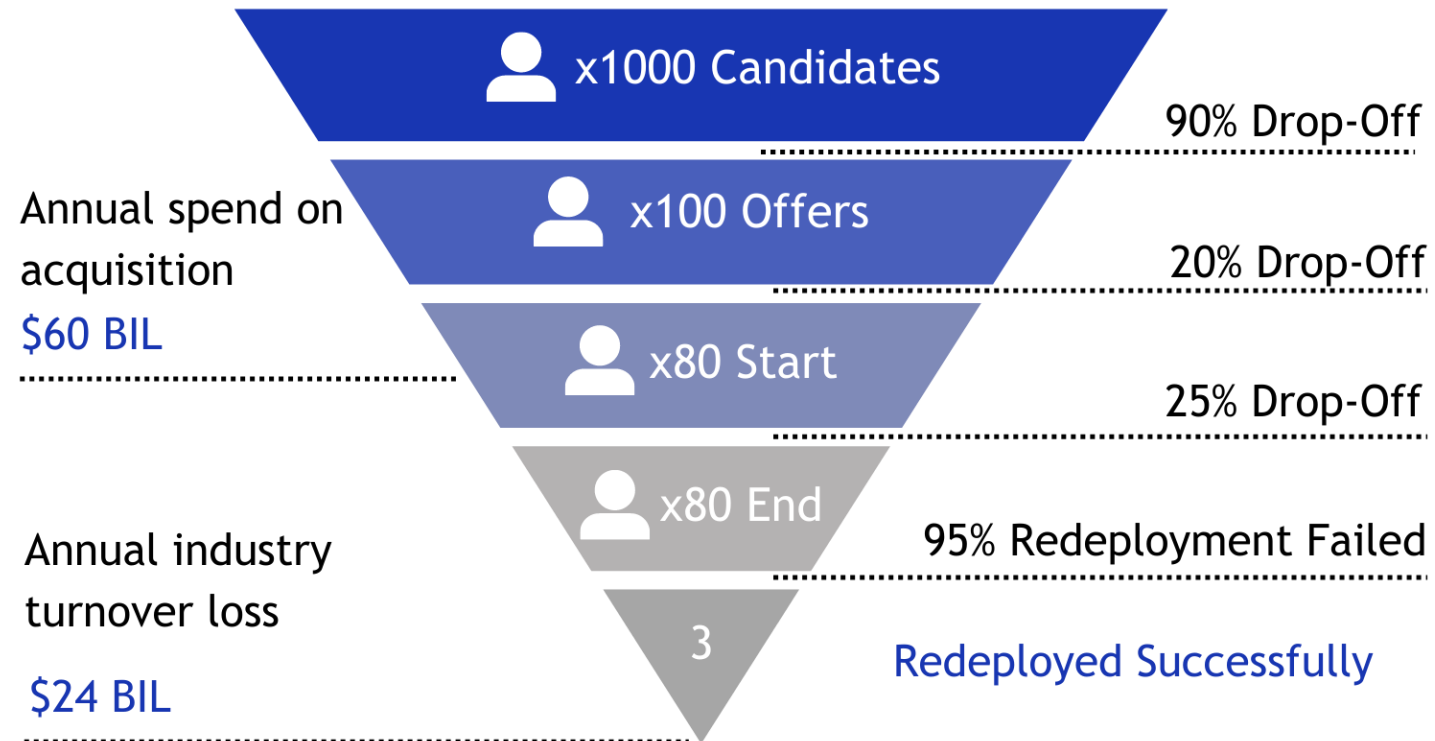 x1000 Candidates
90% Drop-Off
Annual spend on
acquisition
$60 BIL
x100 Offers
20% Drop-Off
x80 Start
25% Drop-Off
x80 End
95% Redeployment Failed
Annual industry
turnover loss
$24 BIL
3
Redeployed Successfully